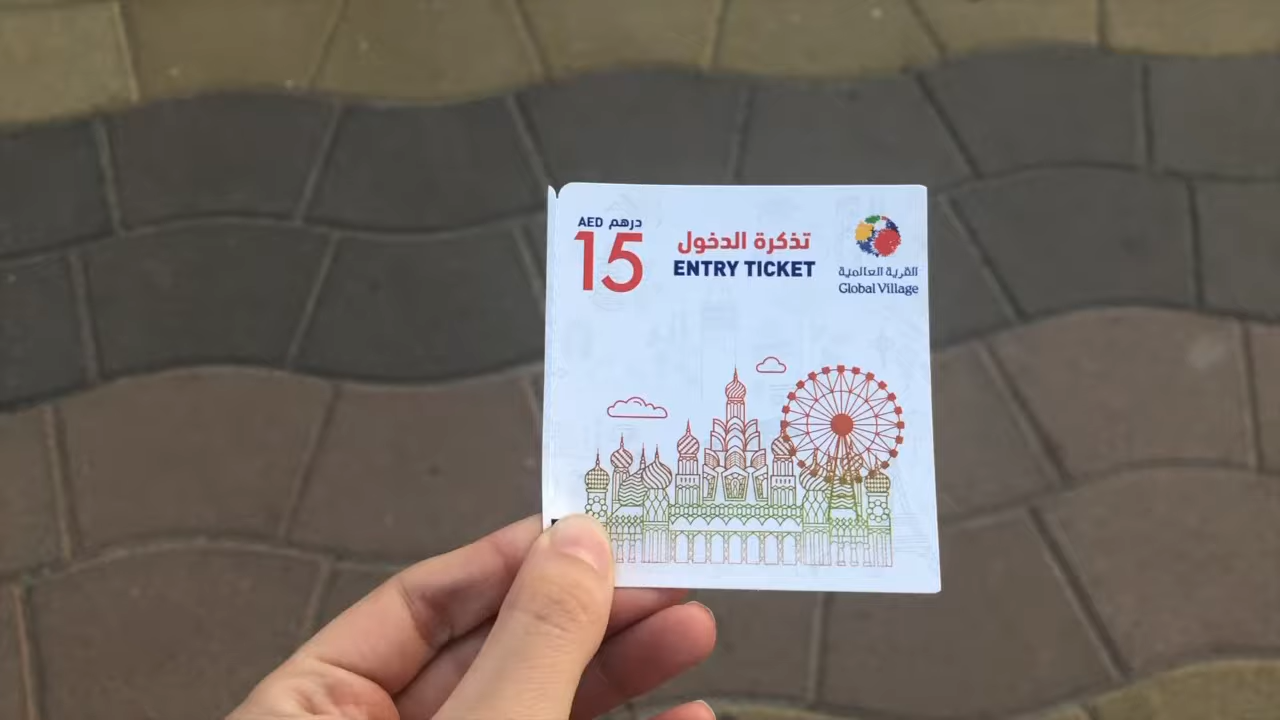 AED درهم
15
تذكرة الدخول
ENTRY TICKET
القرية العالمية
Global Village